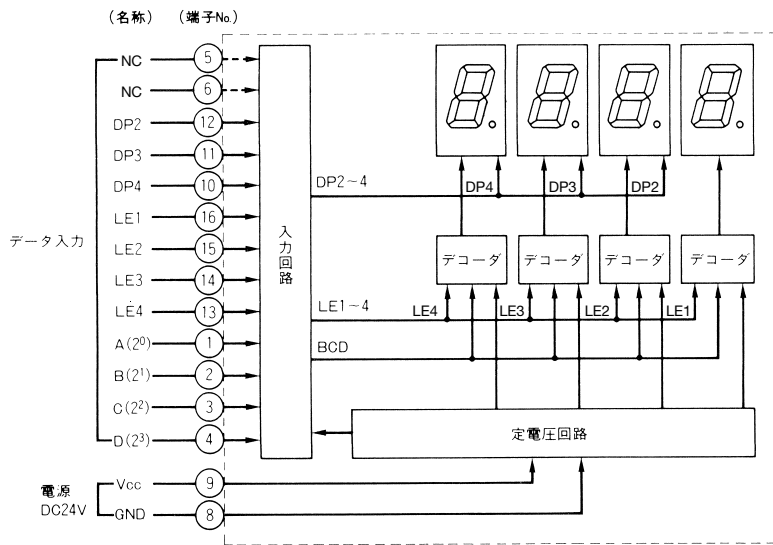 (名称) (端子No.)
NC 5
NC 6
DP2 12
DP3 11
DP4 10
LE1 16
LE2 15
LE3 14
LE4 13
A(2⁰) 1
B(2¹) 2
C(2²) 3
D(2³) 4
データ入力
電源
DC24V
Vcc 9
GND 8
入力回路
DP2~4 DP4 DP3 DP2
デコーダ デコーダ デコーダ デコーダ
LE1~4 LE4 LE3 LE2 LE1
BCD
定電圧回路